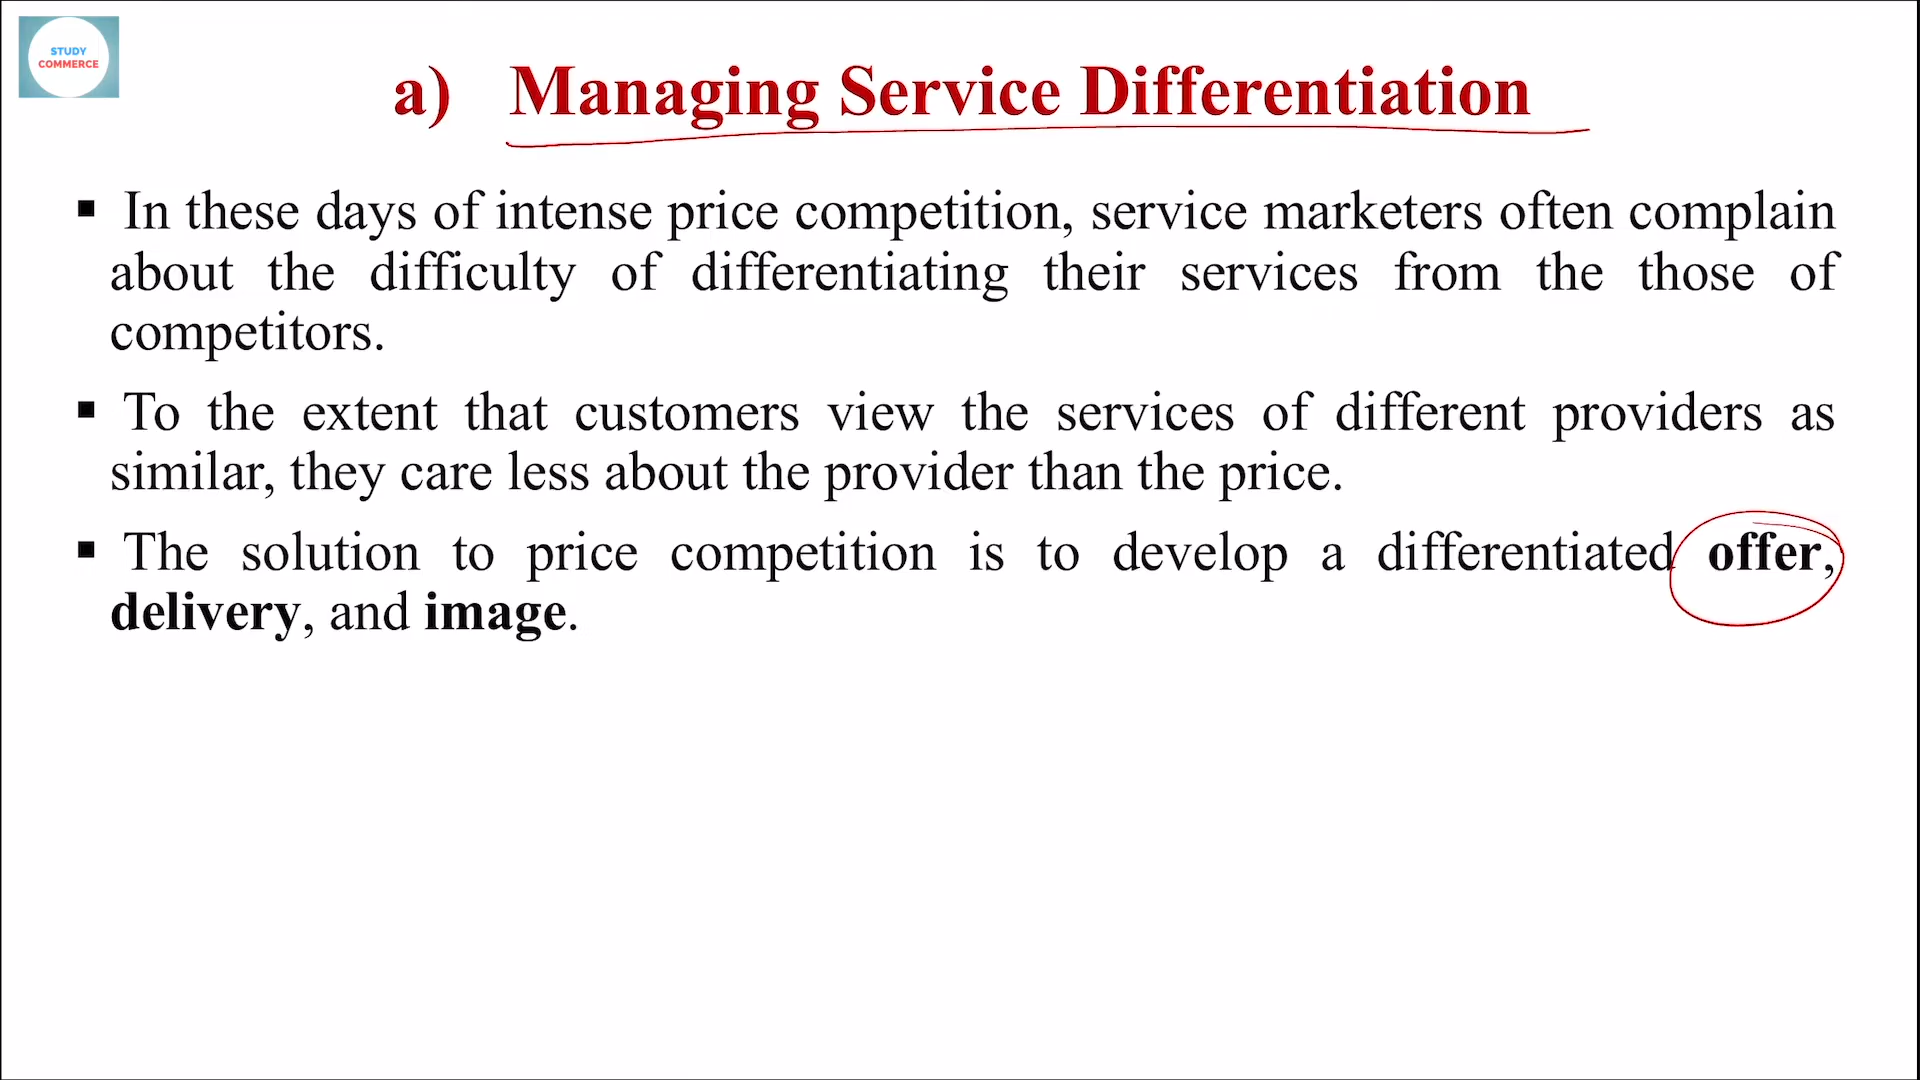 STUDY
COMMERCE
a) Managing Service Differentiation
▪ In these days of intense price competition, service marketers often complain
about the difficulty of differentiating their services from the those of
competitors.
▪ To the extent that customers view the services of different providers as
similar, they care less about the provider than the price.
▪ The solution to price competition is to develop a differentiated offer,
delivery, and image.